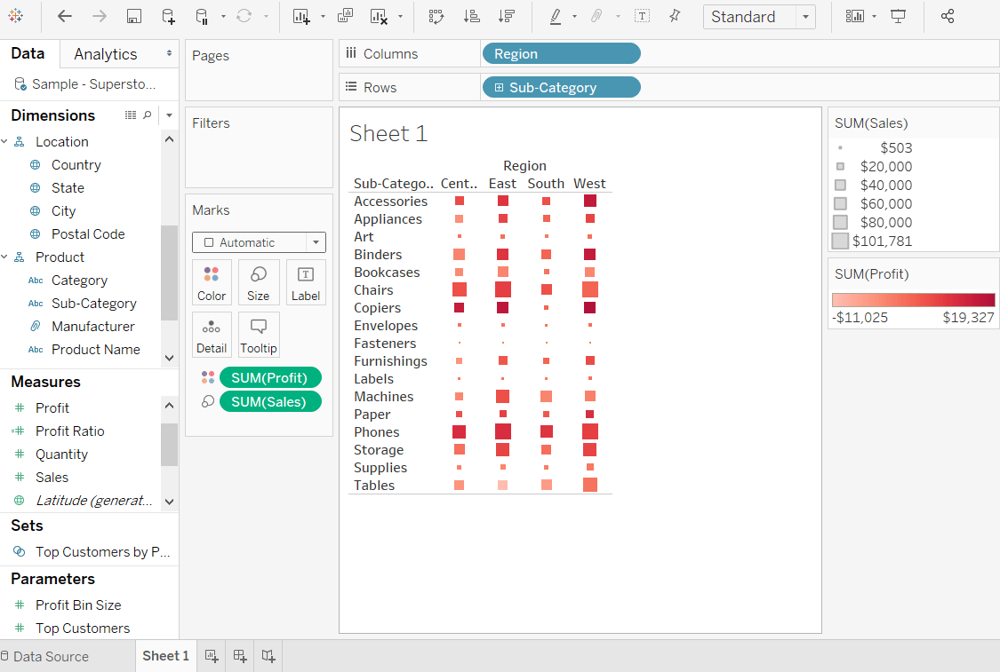 Standard
Data Analytics
Sample - Supersto...
Dimensions
Location
Country
State
City
Postal Code
Product
Abc Category
Abc Sub-Category
Manufacturer
Abc Product Name
Measures
# Profit
=# Profit Ratio
# Quantity
# Sales
Latitude (generat...
Sets
Top Customers by P...
Parameters
# Profit Bin Size
# Top Customers
Pages
Filters
Marks
Automatic
Color Size T Label
Detail Tooltip
SUM(Profit)
SUM(Sales)
Columns Region
Rows Sub-Category
Sheet 1
Region
Sub-Catego.. Cent.. East South West
Accessories
Appliances
Art
Binders
Bookcases
Chairs
Copiers
Envelopes
Fasteners
Furnishings
Labels
Machines
Paper
Phones
Storage
Supplies
Tables
SUM(Sales)
$503
$20,000
$40,000
$60,000
$80,000
$101,781
SUM(Profit)
-$11,025 $19,327
Data Source Sheet 1